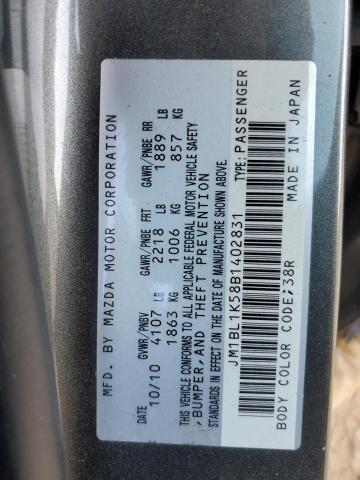 MFD. BY MAZDA MOTOR CORPORATION
DATE GVWR/PNBV GAWR/PNBE FRT GAWR/PNBE RR
10/10 4107 LB 2218 LB 1889 LB
1863 KG 1006 KG 857 KG
THIS VEHICLE CONFORMS TO ALL APPLICABLE FEDERAL MOTOR VEHICLE SAFETY
,BUMPER,AND THEFT PREVENTION
STANDARDS IN EFFECT ON THE DATE OF MANUFACTURE SHOWN ABOVE.
JM1BL1K58B1402831 TYPE:PASSENGER
BODY COLOR CODE;38R MADE IN JAPAN